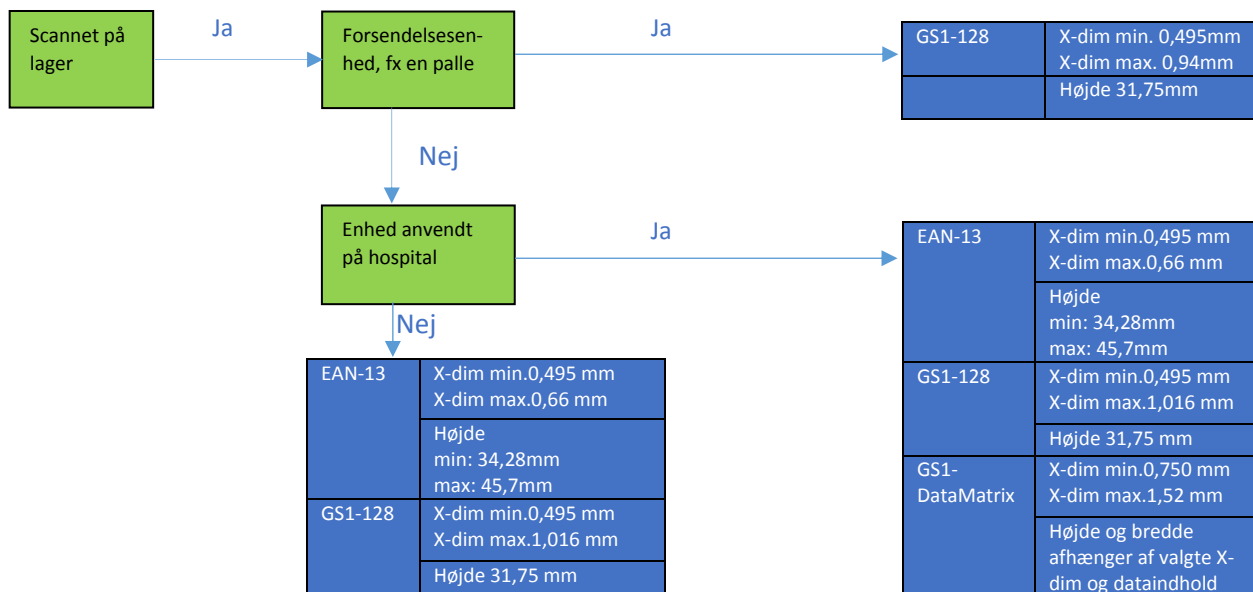 Scannet på
lager
Ja
Forsendelsesen-
hed, fx en palle
Ja
GS1-128
X-dim min. 0,495mm
X-dim max. 0,94mm
Højde 31,75mm
Nej
Enhed anvendt
på hospital
Ja
EAN-13
X-dim min.0,495 mm
X-dim max.0,66 mm
Højde
min: 34,28mm
max: 45,7mm
GS1-128
X-dim min.0,495 mm
X-dim max.1,016 mm
Højde 31,75 mm
GS1-
DataMatrix
X-dim min.0,750 mm
X-dim max.1,52 mm
Højde og bredde
afhænger af valgte X-
dim og dataindhold
Nej
EAN-13
X-dim min.0,495 mm
X-dim max.0,66 mm
Højde
min: 34,28mm
max: 45,7mm
GS1-128
X-dim min.0,495 mm
X-dim max.1,016 mm
Højde 31,75 mm